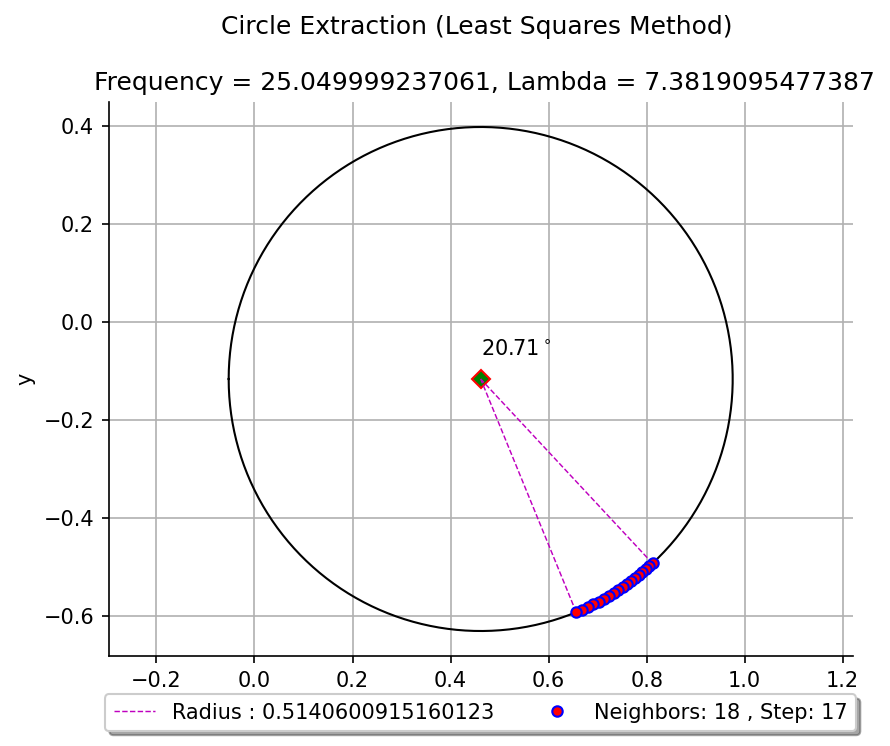 Circle Extraction (Least Squares Method)
Frequency = 25.049999237061, Lambda = 7.3819095477387
0.4
0.2
0.0
−0.2
−0.4
−0.6
y
20.71°
−0.2 0.0 0.2 0.4 0.6 0.8 1.0 1.2
Radius : 0.5140600915160123 Neighbors: 18 , Step: 17